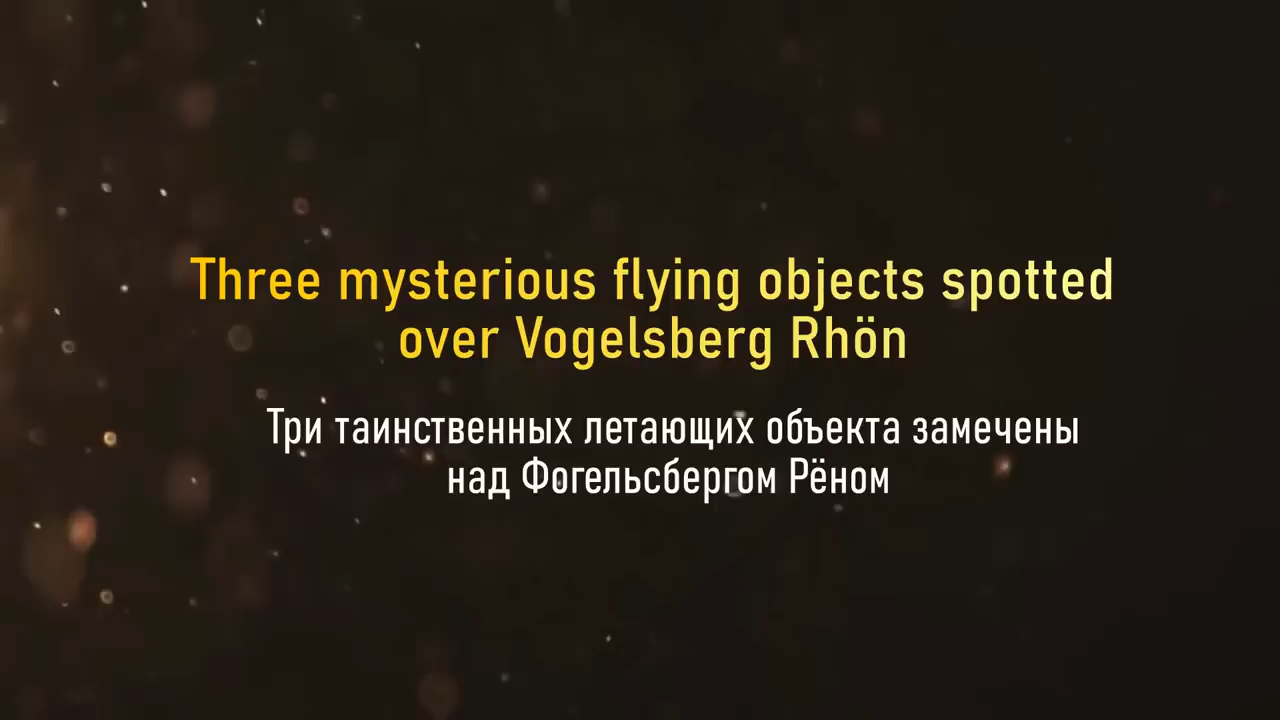 Three mysterious flying objects spotted
over Vogelsberg Rhön
Три таинственных летающих объекта замечены
над Фогельсбергом Рёном